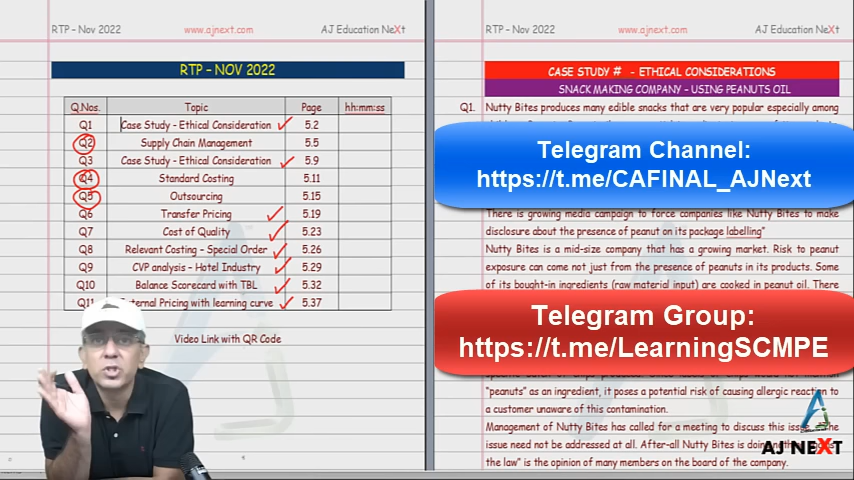 RTP – Nov 2022 www.ajnext.com AJ Education NeXt
RTP – NOV 2022
Q.Nos. Topic Page hh:mm:ss
Q1 Case Study – Ethical Consideration 5.2
Q2 Supply Chain Management 5.5
Q3 Case Study – Ethical Consideration 5.9
Q4 Standard Costing 5.11
Q5 Outsourcing 5.15
Q6 Transfer Pricing 5.19
Q7 Cost of Quality 5.23
Q8 Relevant Costing – Special Order 5.26
Q9 CVP analysis – Hotel Industry 5.29
Q10 Balance Scorecard with TBL 5.32
Q11 ternal Pricing with learning curve 5.37
Video Link with QR Code
RTP – Nov 2022 www.ajnext.com AJ Education NeXt
CASE STUDY # - ETHICAL CONSIDERATIONS
SNACK MAKING COMPANY – USING PEANUTS OIL
Q1. Nutty Bites produces many edible snacks that are very popular especially among
Telegram Channel:
https://t.me/CAFINAL_AJNext
There is growing media campaign to force companies like Nutty Bites to make
disclosure about the presence of peanut on its package labelling”
Nutty Bites is a mid-size company that has a growing market. Risk to peanut
exposure can come not just from the presence of peanuts in its products. Some
of its bought-in ingredients (raw material input) are cooked in peanut oil. There
Telegram Group:
https://t.me/LearningSCMPE
“peanuts” as an ingredient, it poses a potential risk of causing allergic reaction to
a customer unaware of this contamination.
Management of Nutty Bites has called for a meeting to discuss this issue. The
issue need not be addressed at all. After-all Nutty Bites is doing
the law” is the opinion of many members on the board of the company.
AJ NEXT